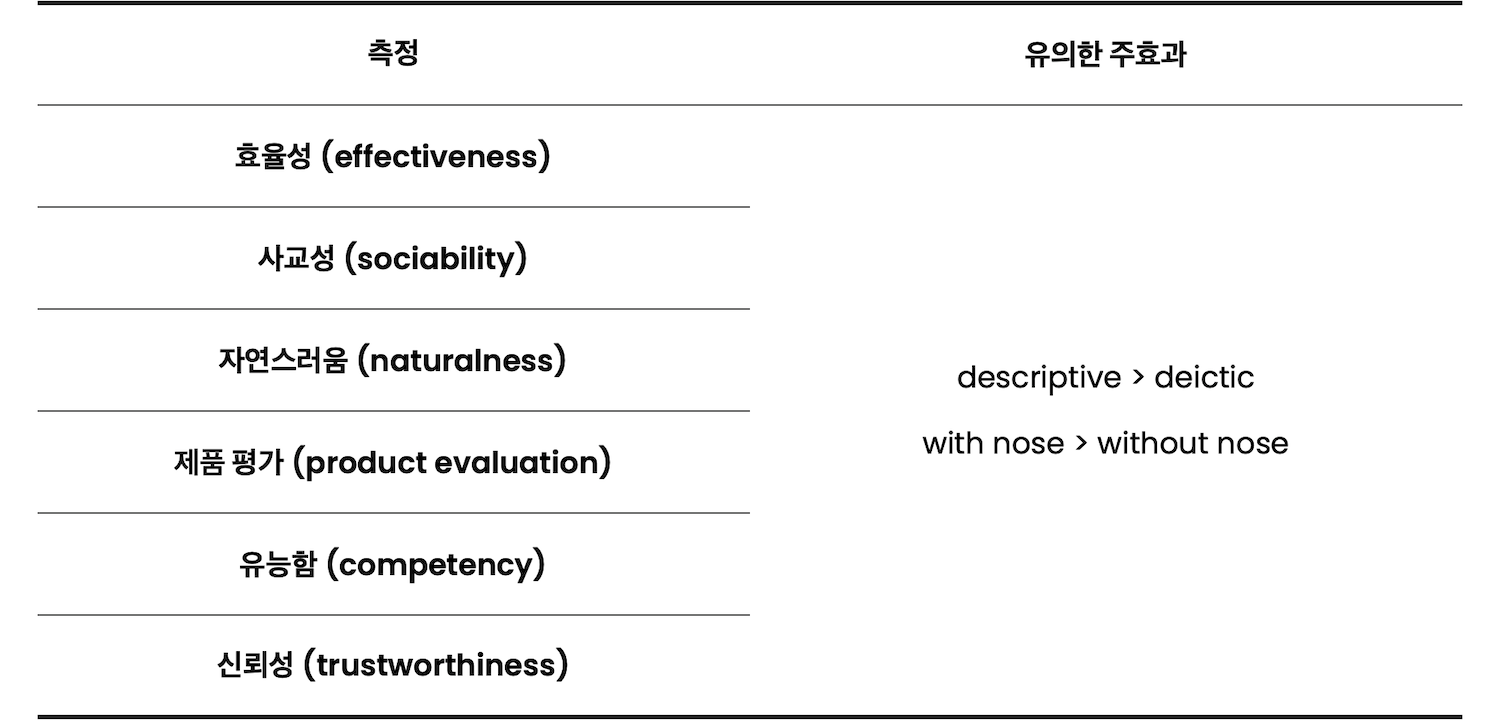 측정
유의한 주효과
효율성 (effectiveness)
사교성 (sociability)
자연스러움 (naturalness)
제품 평가 (product evaluation)
유능함 (competency)
신뢰성 (trustworthiness)
descriptive > deictic
with nose > without nose